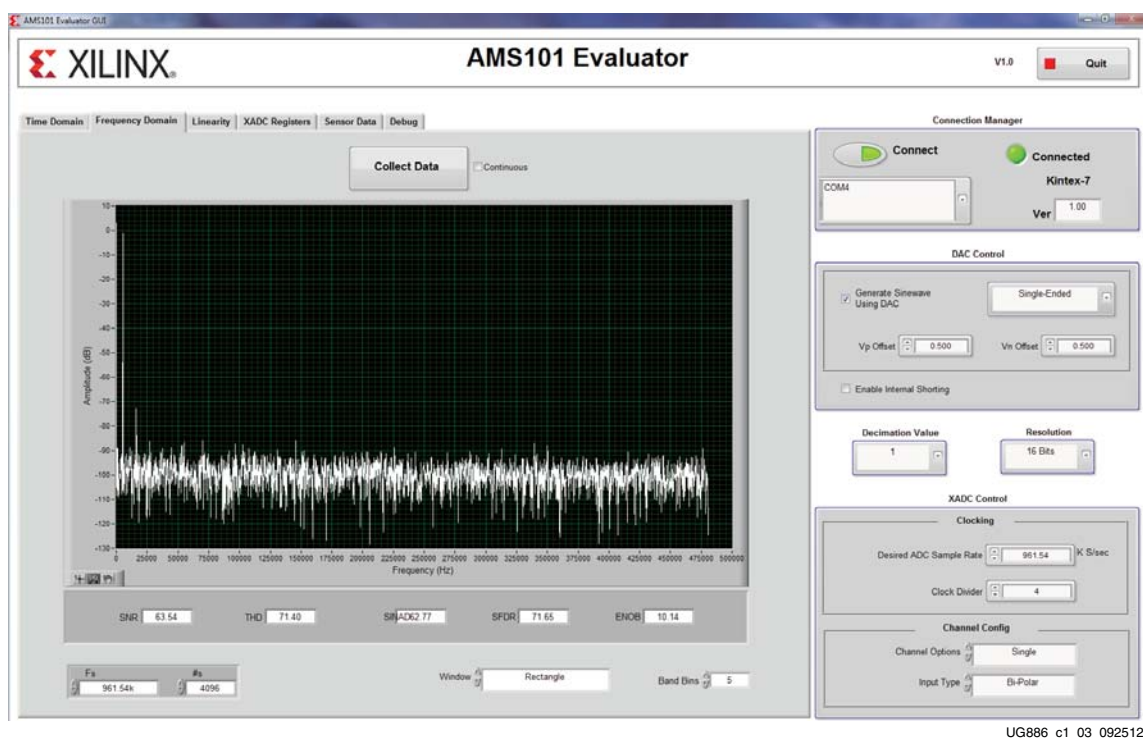 AMS101 Evaluator GUI
XILINX®
AMS101 Evaluator
V1.0
Quit
Time Domain
Frequency Domain
Linearity
XADC Registers
Sensor Data
Debug
Collect Data
Continuous
Amplitude (dB)
10
0
-10
-20
-30
-40
-50
-60
-70
-80
-90
-100
-110
-120
-130
0 25000 50000 75000 100000 125000 150000 175000 200000 225000 250000 275000 300000 325000 350000 375000 400000 425000 450000 475000 500000
Frequency (Hz)
SNR 63.54
THD 71.40
SINAD 62.77
SFDR 71.65
ENOB 10.14
Fs
961.54k
#s
4096
Window Rectangle
Band Bins 5
Connection Manager
Connect
Connected
COM4
Kintex-7
Ver 1.00
DAC Control
Generate Sinewave
Using DAC
Single-Ended
Vp Offset 0.500
Vn Offset 0.500
Enable Internal Shorting
Decimation Value
1
Resolution
16 Bits
XADC Control
Clocking
Desired ADC Sample Rate 961.54 K S/sec
Clock Divider 4
Channel Config
Channel Options Single
Input Type Bi-Polar
UG886_c1_03_092512